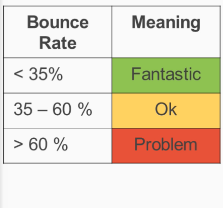 Bounce Meaning
Rate
< 35% Fantastic
35 – 60 % Ok
> 60 % Problem